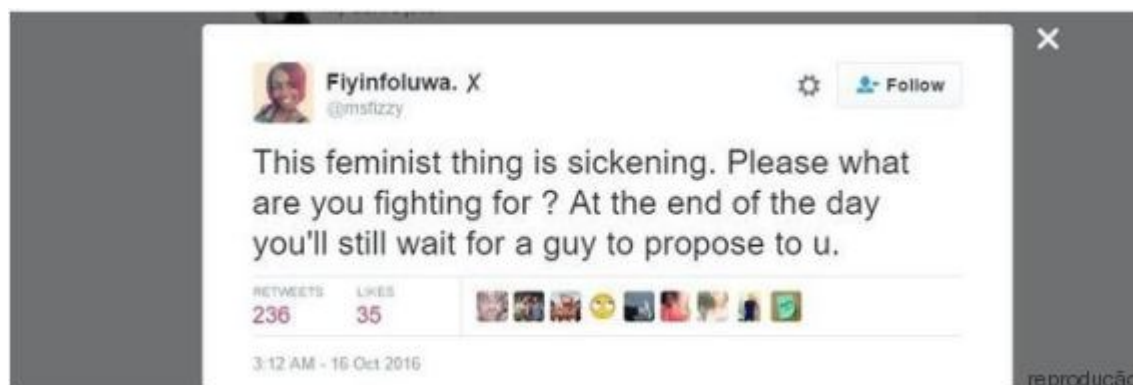 Fiyinfoluwa. X
@msfizzy
Follow
This feminist thing is sickening. Please what
are you fighting for ? At the end of the day
you'll still wait for a guy to propose to u.
RETWEETS LIKES
236 35
3:12 AM - 16 Oct 2016
reprodução